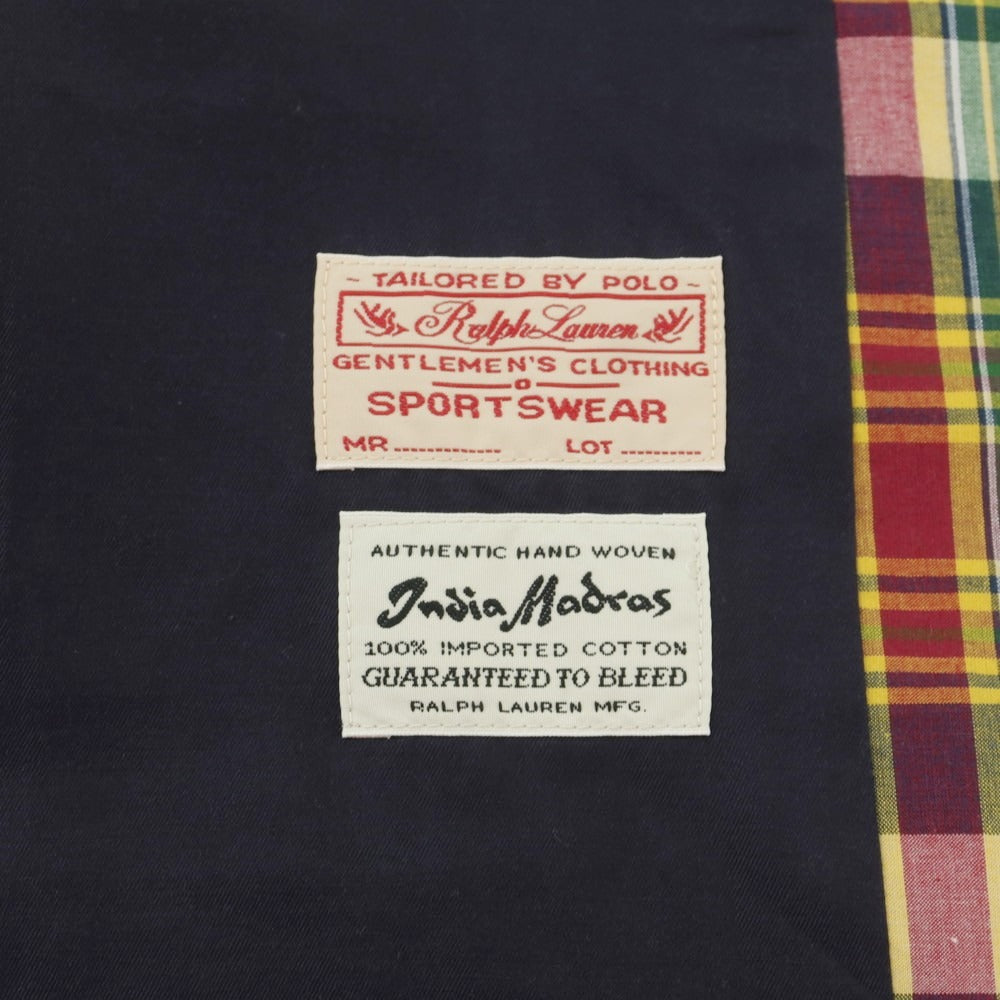 ~ TAILORED BY POLO ~
Ralph Lauren
GENTLEMEN'S CLOTHING
SPORTSWEAR
MR............. LOT ..........
AUTHENTIC HAND WOVEN
India Madras
100% IMPORTED COTTON
GUARANTEED TO BLEED
RALPH LAUREN MFG.